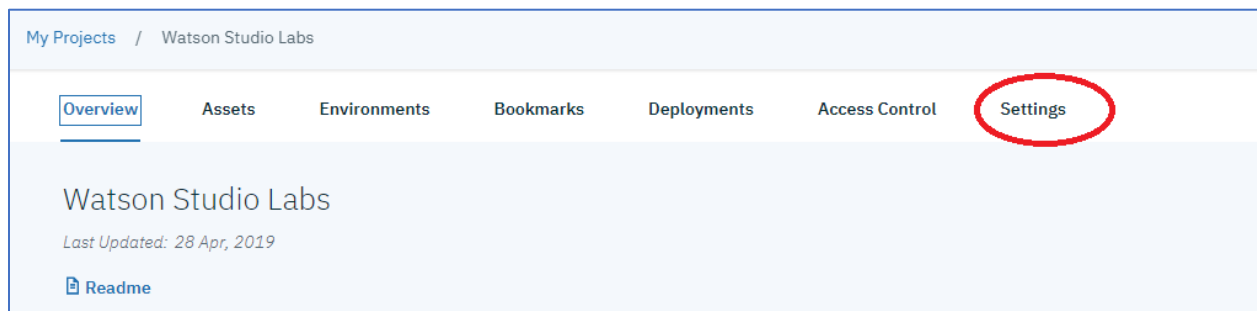 My Projects / Watson Studio Labs
Overview Assets Environments Bookmarks Deployments Access Control Settings
Watson Studio Labs
Last Updated: 28 Apr, 2019
Readme